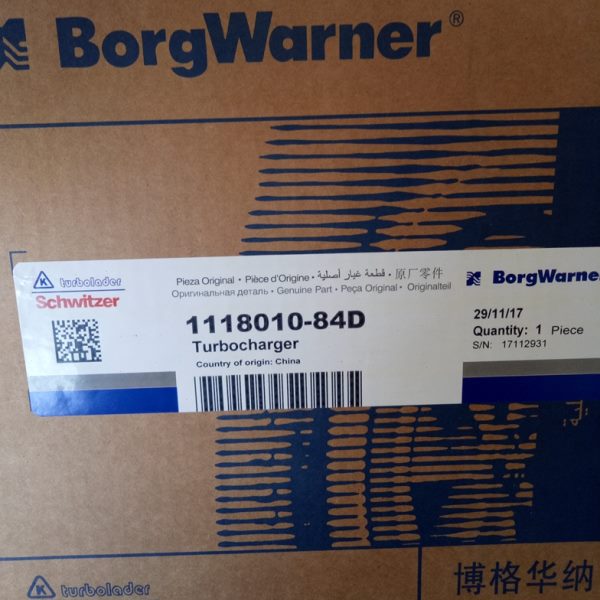 BorgWarner®
K turbolader
Schwitzer
Pieza Original • Pièce d'Origine • قطعة غيار أصلية • 原厂零件
Оригинальная деталь • Genuine Part • Peça Original • Originalteil
1118010-84D
Turbocharger
Country of origin: China
BorgWarner
29/11/17
Quantity: 1 Piece
S/N: 17112931
K turbolader
博格华纳